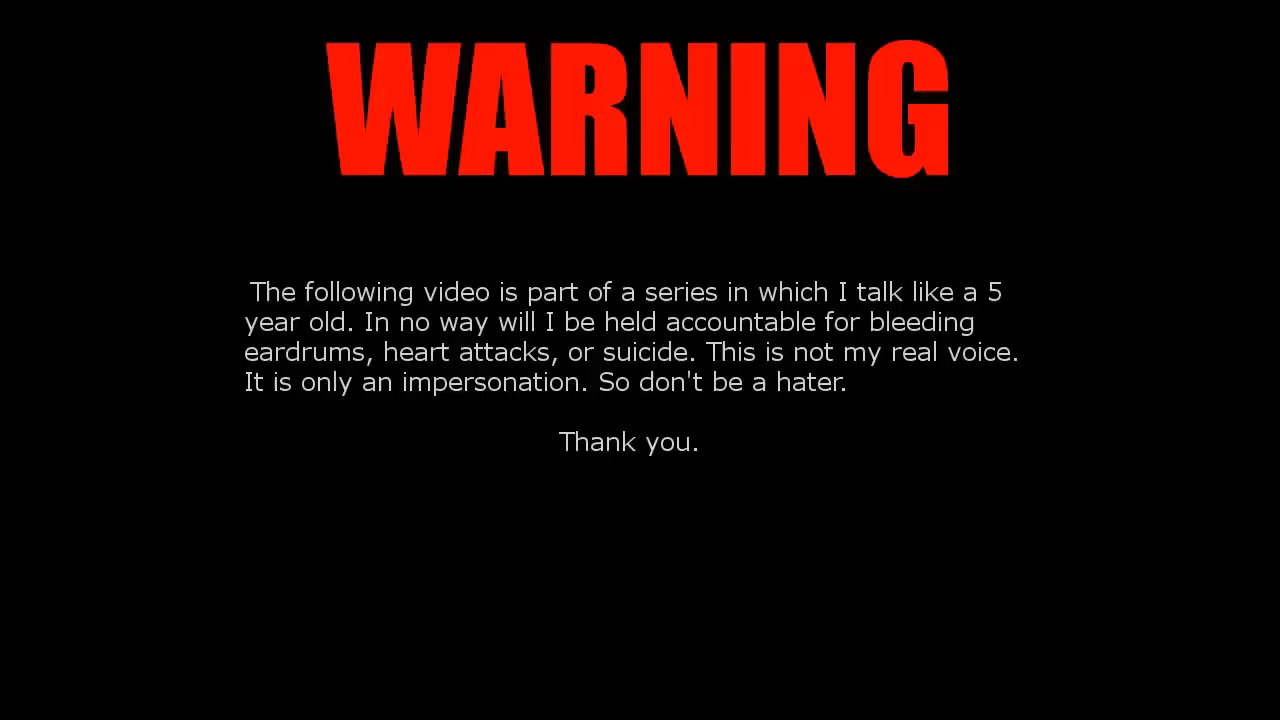 WARNING
The following video is part of a series in which I talk like a 5
year old. In no way will I be held accountable for bleeding
eardrums, heart attacks, or suicide. This is not my real voice.
It is only an impersonation. So don't be a hater.
Thank you.